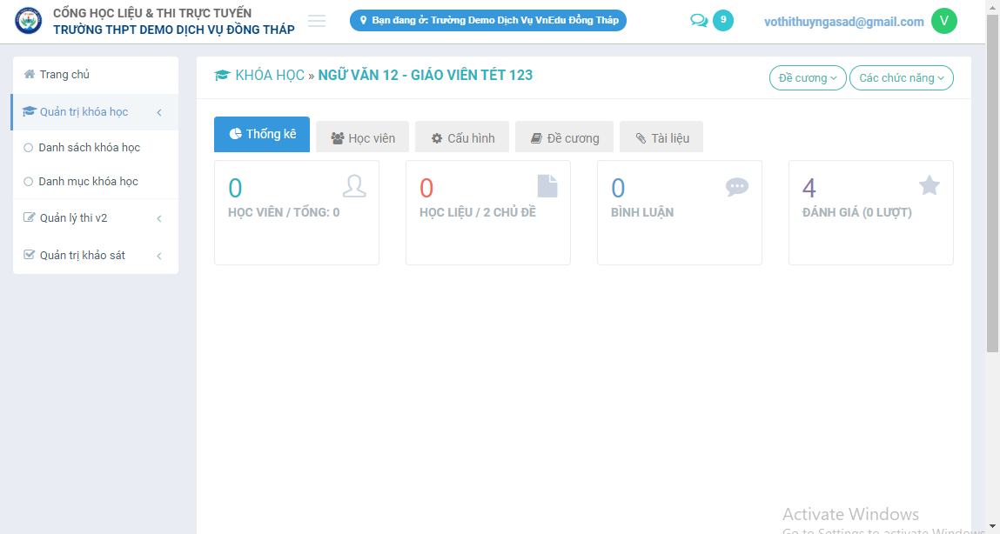 CỔNG HỌC LIỆU & THI TRỰC TUYẾN
TRƯỜNG THPT DEMO DỊCH VỤ ĐỒNG THÁP
Bạn đang ở: Trường Demo Dịch Vụ VnEdu Đồng Tháp
9
vothithuyngasad@gmail.com
V
Trang chủ
Quản trị khóa học
Danh sách khóa học
Danh mục khóa học
Quản lý thi v2
Quản trị khảo sát
KHÓA HỌC » NGỮ VĂN 12 - GIÁO VIÊN TÉT 123
Đề cương
Các chức năng
Thống kê
Học viên
Cấu hình
Đề cương
Tài liệu
0
HỌC VIÊN / TỔNG: 0
0
HỌC LIỆU / 2 CHỦ ĐỀ
0
BÌNH LUẬN
4
ĐÁNH GIÁ (0 LƯỢT)
Activate Windows
Go to Settings to activate Windows